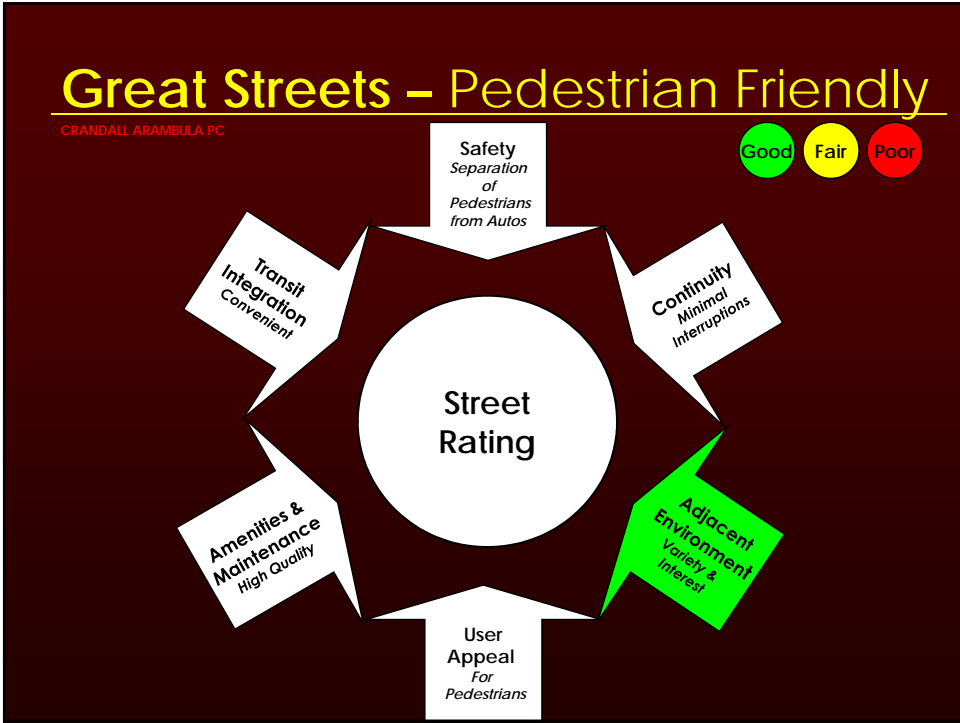 Great Streets – Pedestrian Friendly
CRANDALL ARAMBULA PC
Good Fair Poor
Safety
Separation
of
Pedestrians
from Autos
Transit
Integration
Convenient
Continuity
Minimal
Interruptions
Street
Rating
Amenities &
Maintenance
High Quality
Adjacent
Environment
Variety &
Interest
User
Appeal
For
Pedestrians